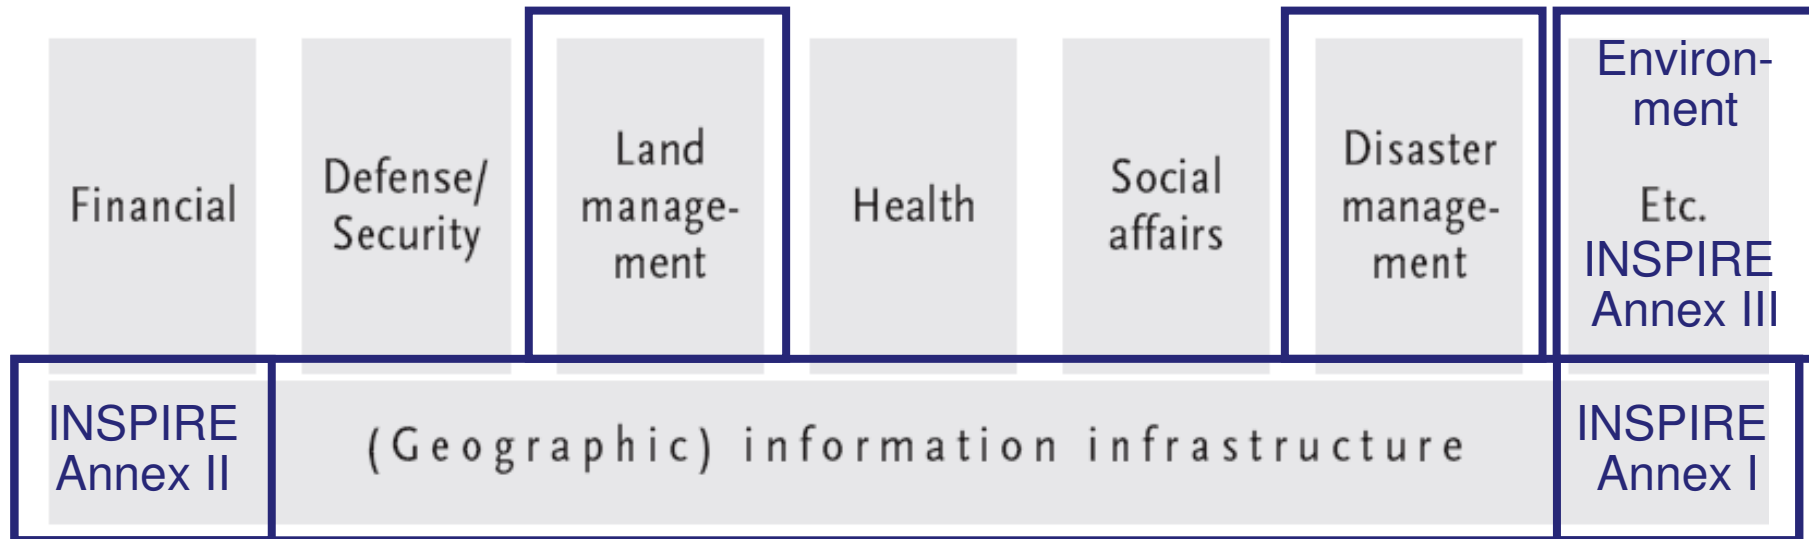 Financial
Defense/
Security
Land
manage-
ment
Health
Social
affairs
Disaster
manage-
ment
Environ-
ment
Etc.
INSPIRE
Annex III
INSPIRE
Annex II
(Geographic) information infrastructure
INSPIRE
Annex I